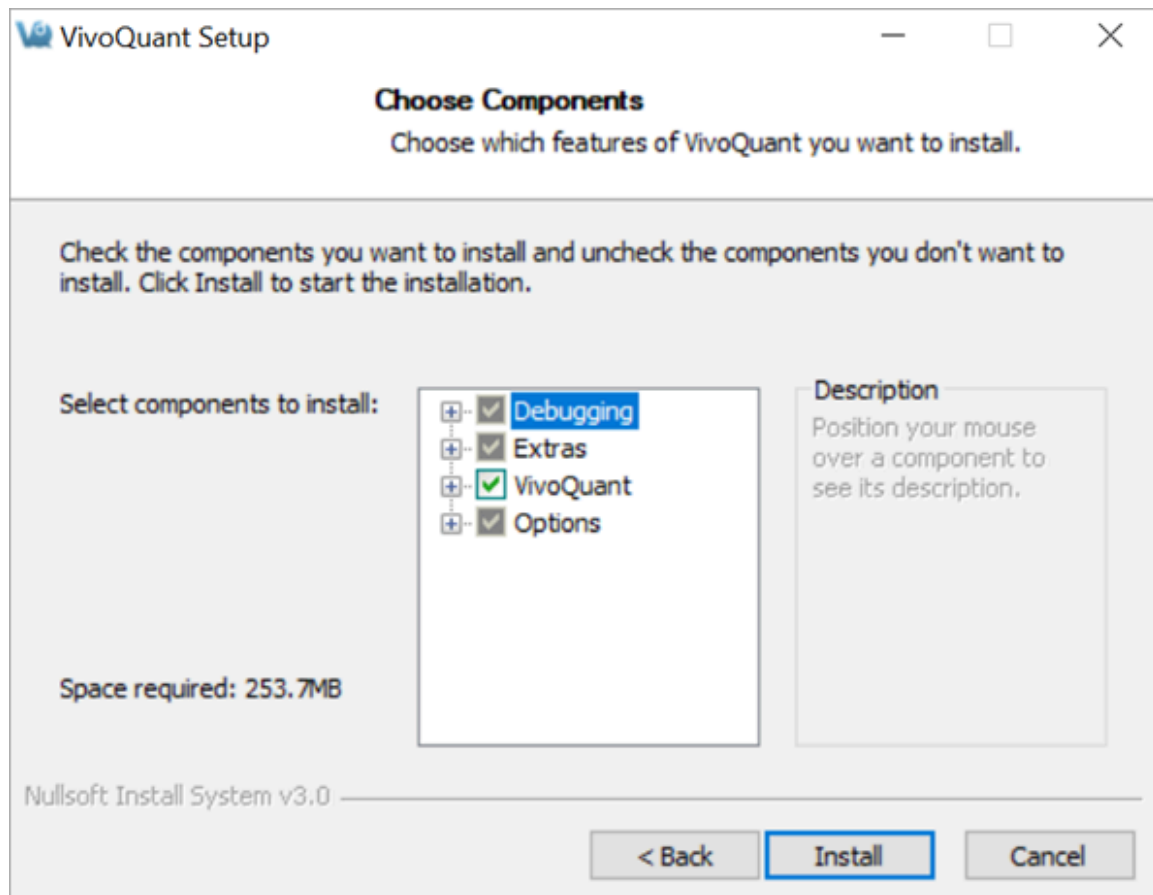 VivoQuant Setup
Choose Components
Choose which features of VivoQuant you want to install.
Check the components you want to install and uncheck the components you don't want to
install. Click Install to start the installation.
Select components to install:
Debugging
Extras
VivoQuant
Options
Description
Position your mouse
over a component to
see its description.
Space required: 253.7MB
Nullsoft Install System v3.0
< Back
Install
Cancel